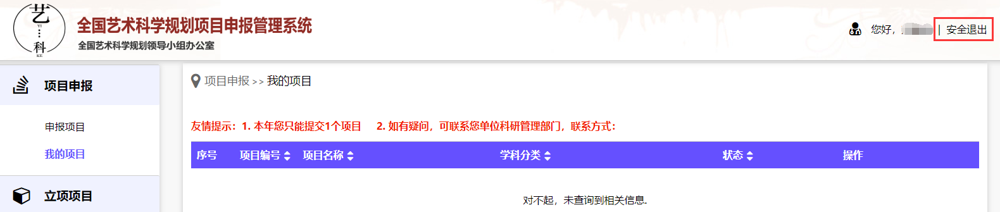 艺
YI
科
KE
全国艺术科学规划项目申报管理系统
全国艺术科学规划领导小组办公室
您好，
| 安全退出
项目申报
申报项目
我的项目
立项项目
项目申报 >> 我的项目
友情提示：1. 本年您只能提交1个项目 2. 如有疑问，可联系您单位科研管理部门，联系方式：
序号 项目编号 项目名称 学科分类 状态 操作
对不起，未查询到相关信息.